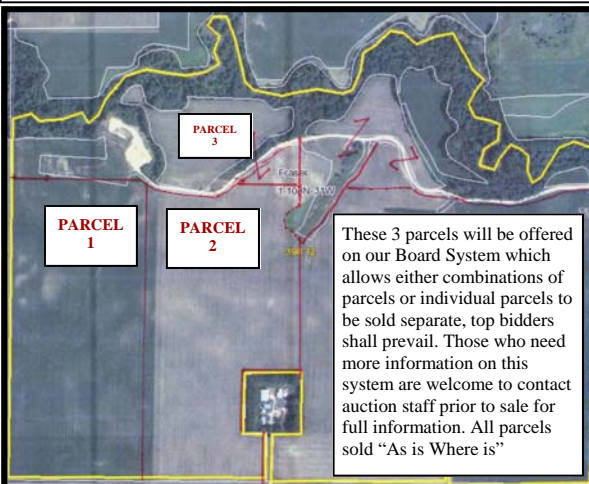 PARCEL
3
Fraser
PARCEL
1
PARCEL
2
These 3 parcels will be offered
on our Board System which
allows either combinations of
parcels or individual parcels to
be sold separate, top bidders
shall prevail. Those who need
more information on this
system are welcome to contact
auction staff prior to sale for
full information. All parcels
sold “As is Where is”